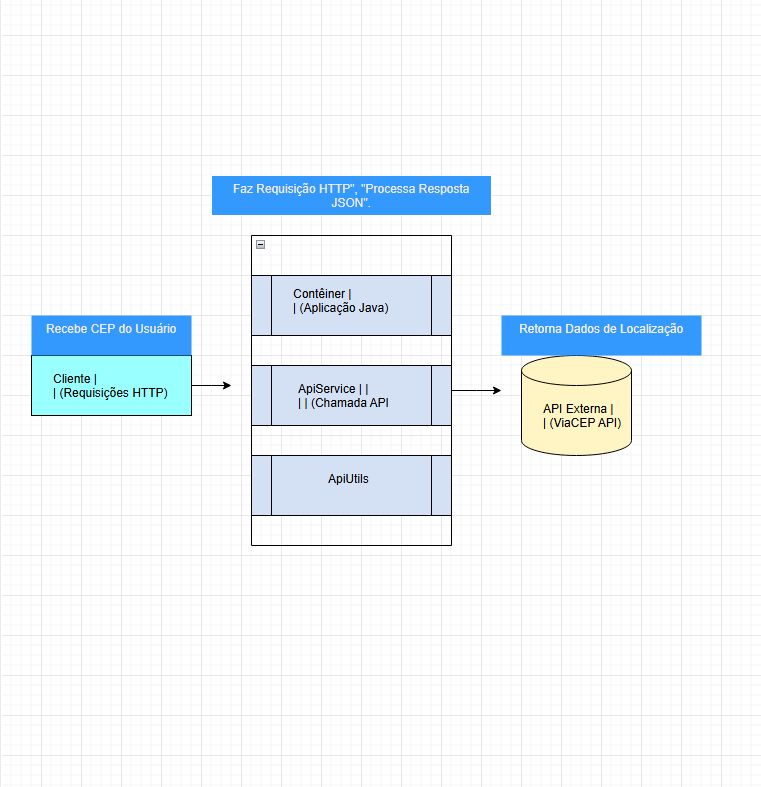 Faz Requisição HTTP", "Processa Resposta
JSON".
Contêiner |
| (Aplicação Java)
Recebe CEP do Usuário
Cliente |
| (Requisições HTTP)
ApiService | |
| | (Chamada API
ApiUtils
Retorna Dados de Localização
API Externa |
| (ViaCEP API)